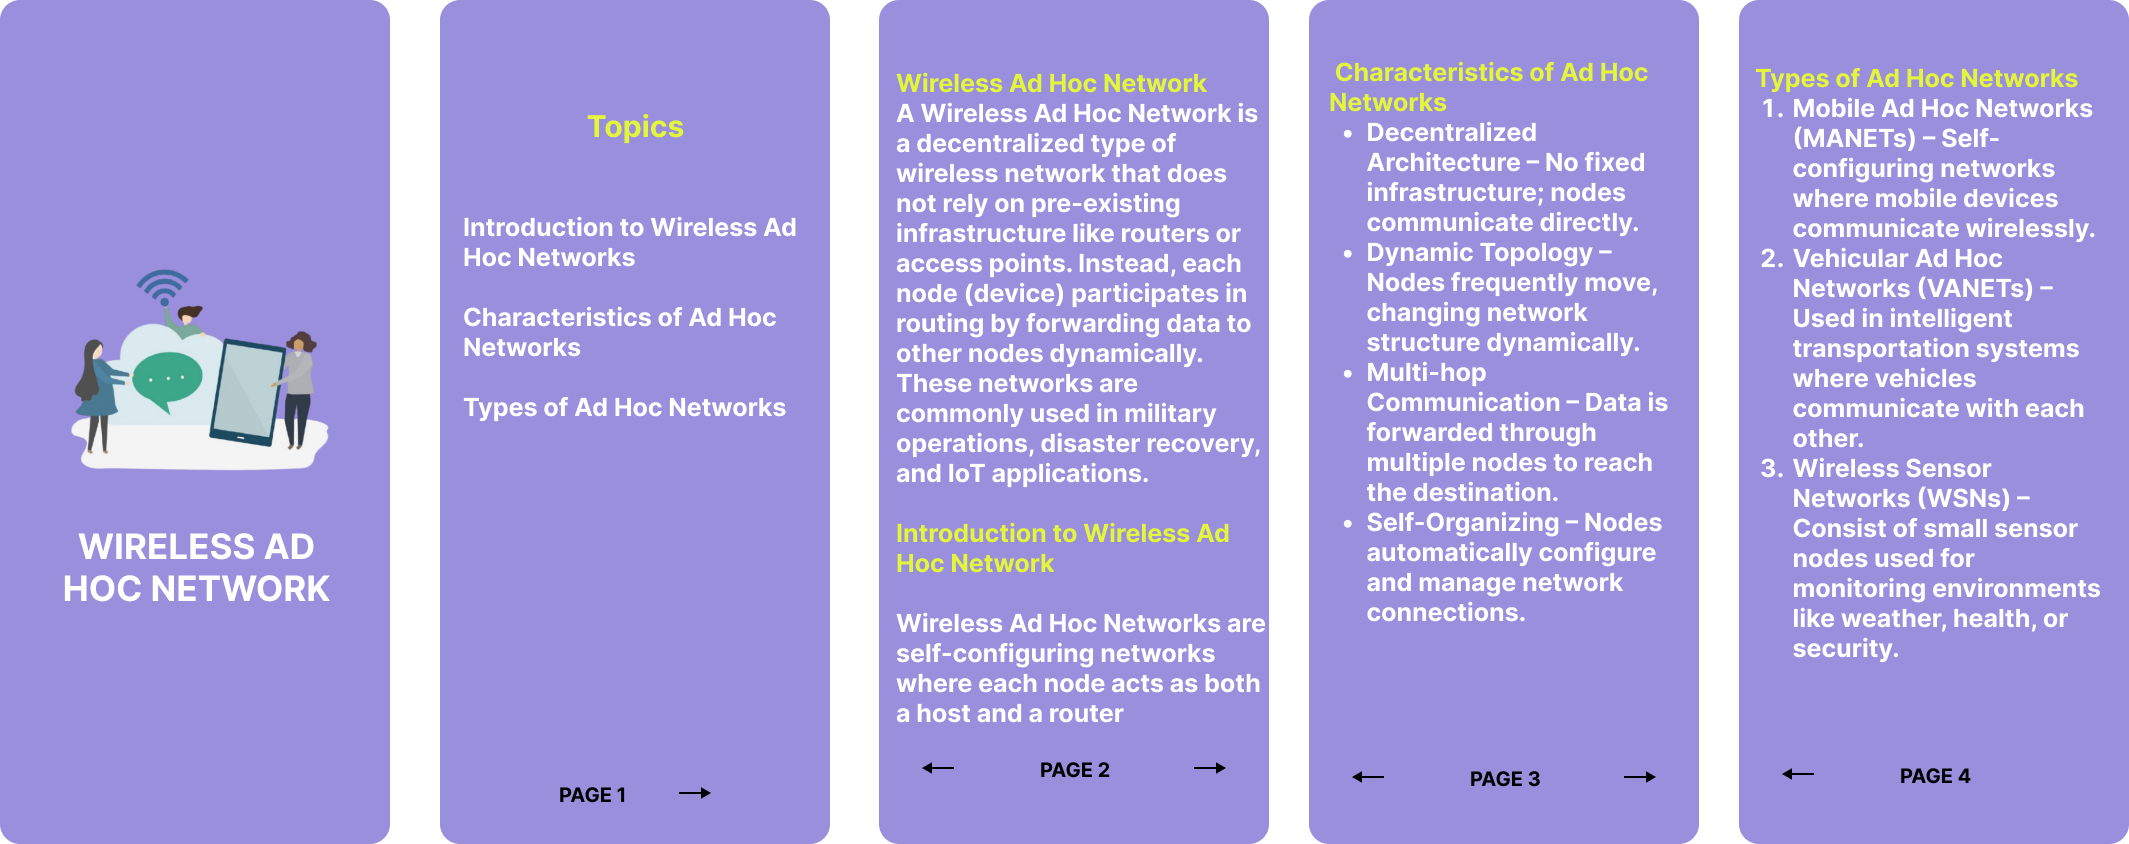 WIRELESS AD
HOC NETWORK
Topics
Introduction to Wireless Ad
Hoc Networks
Characteristics of Ad Hoc
Networks
Types of Ad Hoc Networks
PAGE 1
Wireless Ad Hoc Network
A Wireless Ad Hoc Network is
a decentralized type of
wireless network that does
not rely on pre-existing
infrastructure like routers or
access points. Instead, each
node (device) participates in
routing by forwarding data to
other nodes dynamically.
These networks are
commonly used in military
operations, disaster recovery,
and IoT applications.
Introduction to Wireless Ad
Hoc Network
Wireless Ad Hoc Networks are
self-configuring networks
where each node acts as both
a host and a router
PAGE 2
Characteristics of Ad Hoc
Networks
• Decentralized
Architecture – No fixed
infrastructure; nodes
communicate directly.
• Dynamic Topology –
Nodes frequently move,
changing network
structure dynamically.
• Multi-hop
Communication – Data is
forwarded through
multiple nodes to reach
the destination.
• Self-Organizing – Nodes
automatically configure
and manage network
connections.
PAGE 3
Types of Ad Hoc Networks
1. Mobile Ad Hoc Networks
(MANETs) – Self-
configuring networks
where mobile devices
communicate wirelessly.
2. Vehicular Ad Hoc
Networks (VANETs) –
Used in intelligent
transportation systems
where vehicles
communicate with each
other.
3. Wireless Sensor
Networks (WSNs) –
Consist of small sensor
nodes used for
monitoring environments
like weather, health, or
security.
PAGE 4